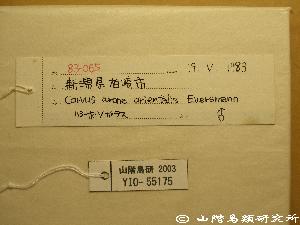 83-065 19. V. 1983
新潟県柏崎市
Corvus corone orientalis Eversmann
ハシボソガラス ♂
山階鳥研 2003
YIO-55175
© 山階鳥類研究所